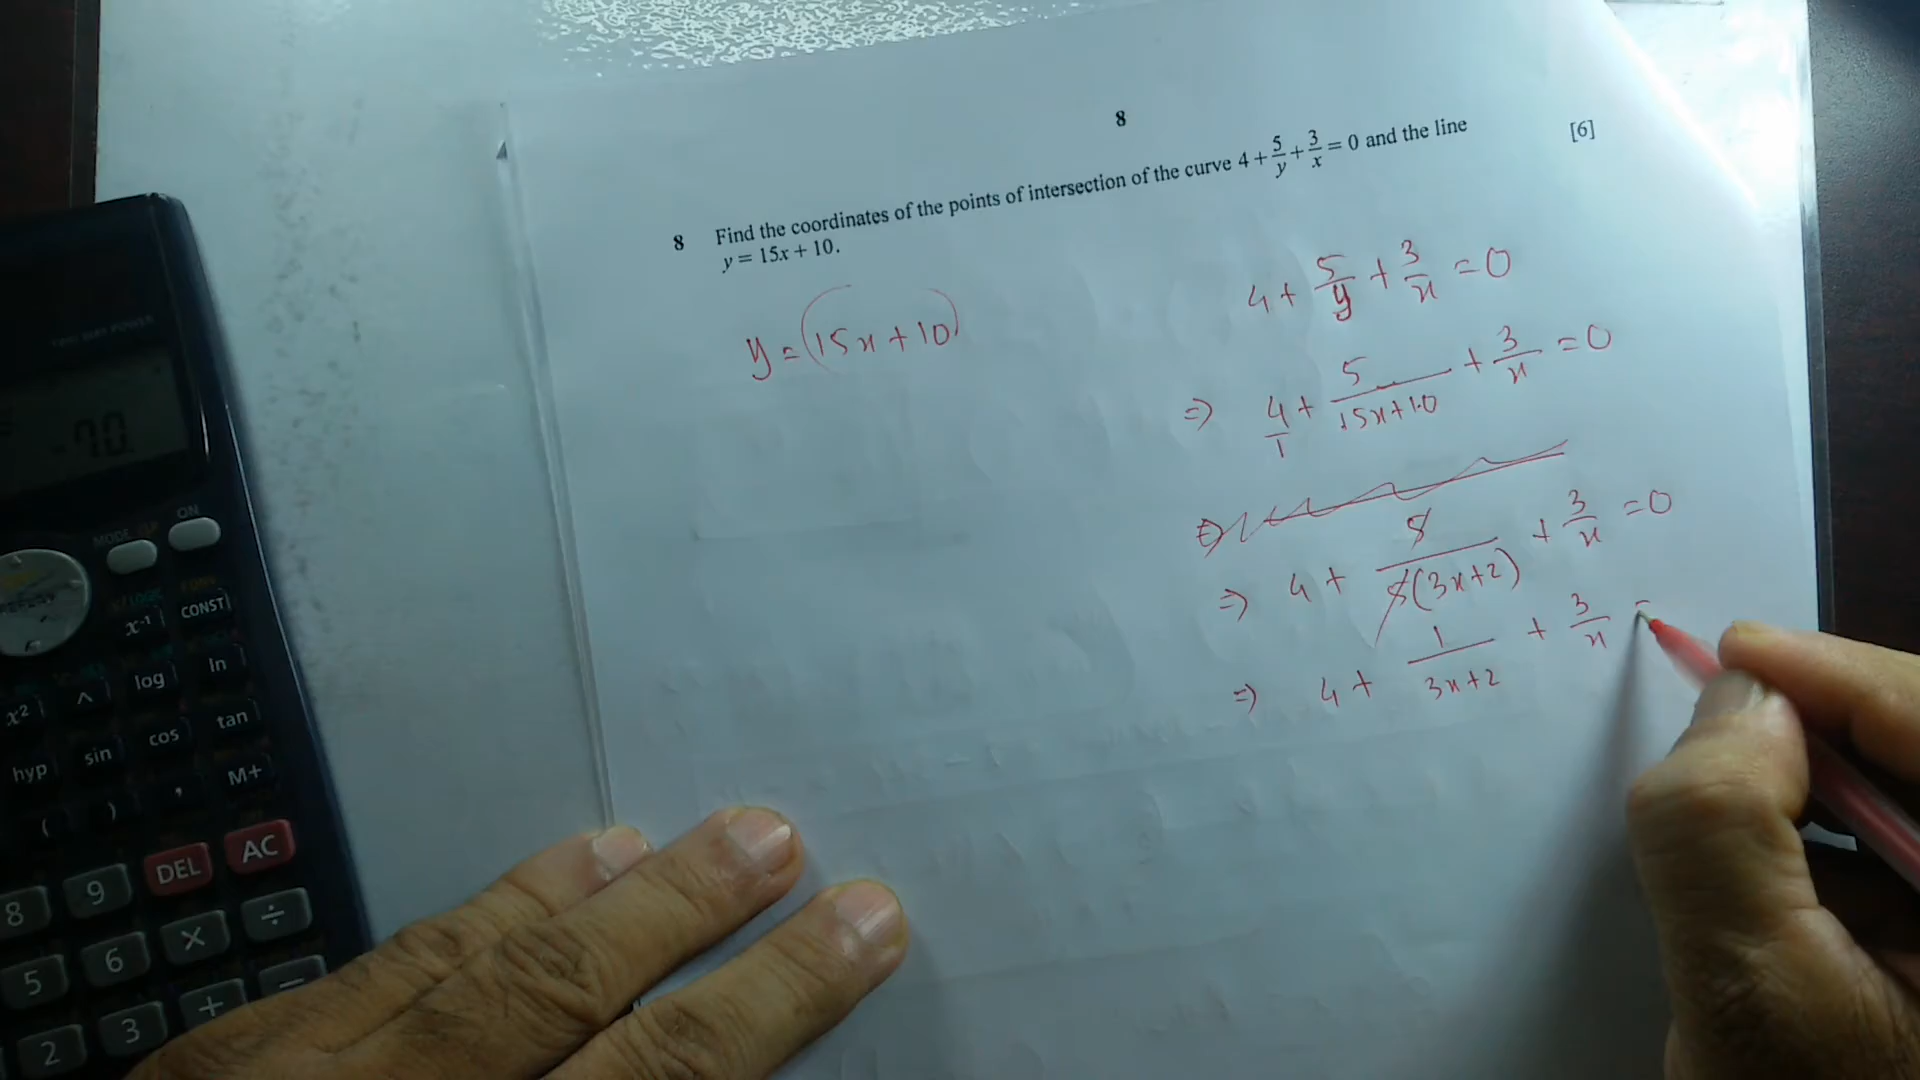 8
8 Find the coordinates of the points of intersection of the curve 4 + 5/y + 3/x = 0 and the line [6]
y = 15x + 10.
y = (15x + 10)
4 + 5/y + 3/x = 0
=> 4/1 + 5/(15x+10) + 3/x = 0
=> 4 + 5/(5(3x+2)) + 3/x = 0
=> 4 + 1/(3x+2) + 3/x =
-70
MODE
ON
x⁻¹ CONST
x² ^ log ln
hyp sin cos tan
( ) , M+
8 9 DEL AC
5 6 × ÷
2 3 + −